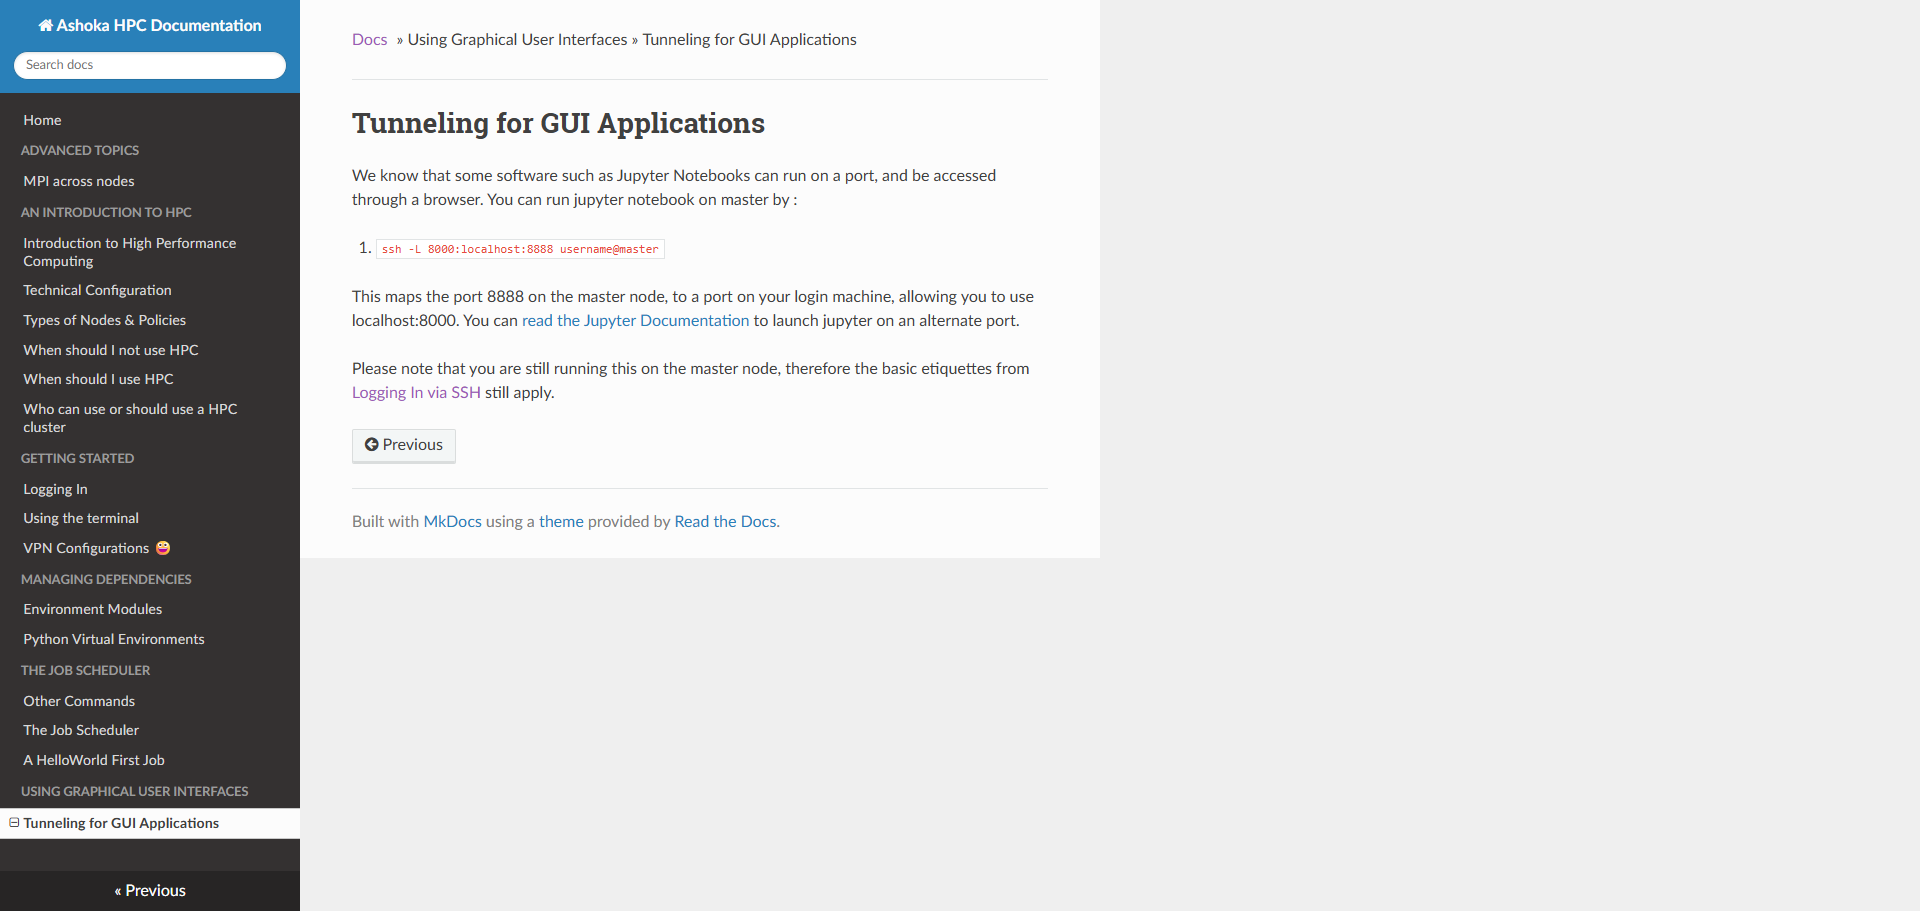 Ashoka HPC Documentation
Search docs
Home
ADVANCED TOPICS
MPI across nodes
AN INTRODUCTION TO HPC
Introduction to High Performance
Computing
Technical Configuration
Types of Nodes & Policies
When should I not use HPC
When should I use HPC
Who can use or should use a HPC
cluster
GETTING STARTED
Logging In
Using the terminal
VPN Configurations 😀
MANAGING DEPENDENCIES
Environment Modules
Python Virtual Environments
THE JOB SCHEDULER
Other Commands
The Job Scheduler
A HelloWorld First Job
USING GRAPHICAL USER INTERFACES
Tunneling for GUI Applications
« Previous
Docs » Using Graphical User Interfaces » Tunneling for GUI Applications
Tunneling for GUI Applications
We know that some software such as Jupyter Notebooks can run on a port, and be accessed
through a browser. You can run jupyter notebook on master by :
1. ssh -L 8000:localhost:8888 username@master
This maps the port 8888 on the master node, to a port on your login machine, allowing you to use
localhost:8000. You can read the Jupyter Documentation to launch jupyter on an alternate port.
Please note that you are still running this on the master node, therefore the basic etiquettes from
Logging In via SSH still apply.
Previous
Built with MkDocs using a theme provided by Read the Docs.